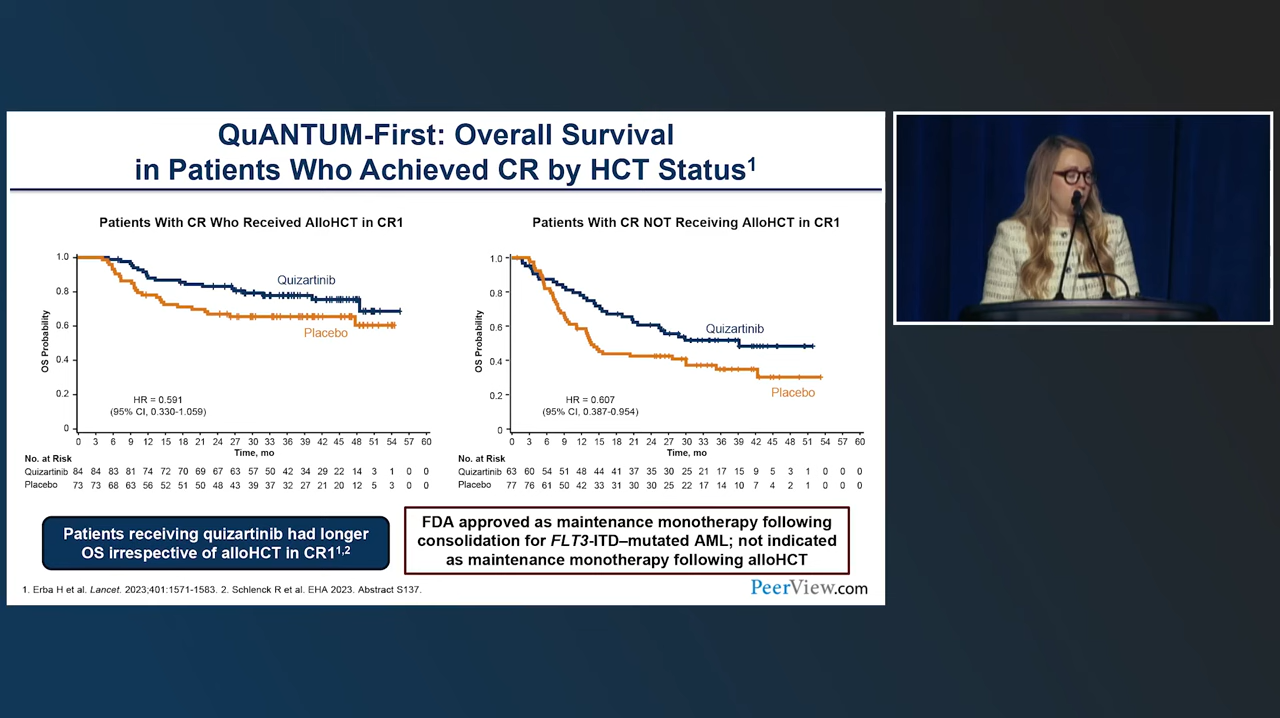 QuANTUM-First: Overall Survival
in Patients Who Achieved CR by HCT Status1
Patients With CR Who Received AlloHCT in CR1
OS Probability
1.0
0.8
0.6
0.4
0.2
0
Quizartinib
Placebo
HR = 0.591
(95% CI, 0.330-1.059)
0 3 6 9 12 15 18 21 24 27 30 33 36 39 42 45 48 51 54 57 60
Time, mo
No. at Risk
Quizartinib 84 84 83 81 74 72 70 69 67 63 57 50 42 34 29 22 14 3 1 0 0
Placebo 73 73 68 63 56 52 51 50 48 43 39 37 32 27 21 20 12 5 3 0 0
Patients With CR NOT Receiving AlloHCT in CR1
OS Probability
1.0
0.8
0.6
0.4
0.2
0
Quizartinib
Placebo
HR = 0.607
(95% CI, 0.387-0.954)
0 3 6 9 12 15 18 21 24 27 30 33 36 39 42 45 48 51 54 57 60
Time, mo
No. at Risk
Quizartinib 63 60 54 51 48 44 41 37 35 30 25 21 17 15 9 5 3 1 0 0 0
Placebo 77 76 61 50 42 33 31 30 30 25 22 17 14 10 7 4 2 1 0 0 0
Patients receiving quizartinib had longer
OS irrespective of alloHCT in CR11,2
FDA approved as maintenance monotherapy following
consolidation for FLT3-ITD–mutated AML; not indicated
as maintenance monotherapy following alloHCT
1. Erba H et al. Lancet. 2023;401:1571-1583. 2. Schlenck R et al. EHA 2023. Abstract S137.
PeerView.com